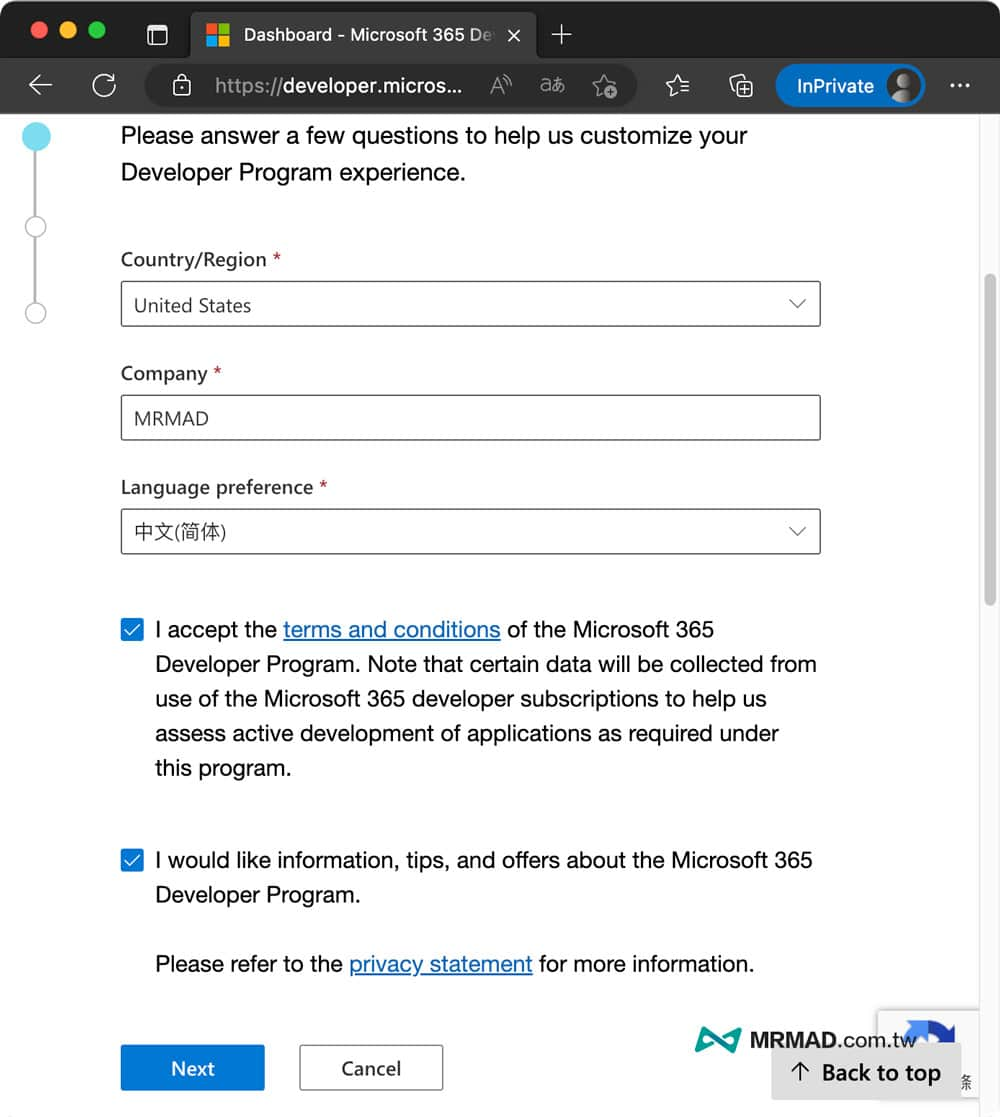 Dashboard - Microsoft 365 De
https://developer.micros...
InPrivate
Please answer a few questions to help us customize your
Developer Program experience.
Country/Region *
United States
Company *
MRMAD
Language preference *
中文(简体)
I accept the terms and conditions of the Microsoft 365
Developer Program. Note that certain data will be collected from
use of the Microsoft 365 developer subscriptions to help us
assess active development of applications as required under
this program.
I would like information, tips, and offers about the Microsoft 365
Developer Program.
Please refer to the privacy statement for more information.
MRMAD.com.tw
Next
Cancel
Back to top
條